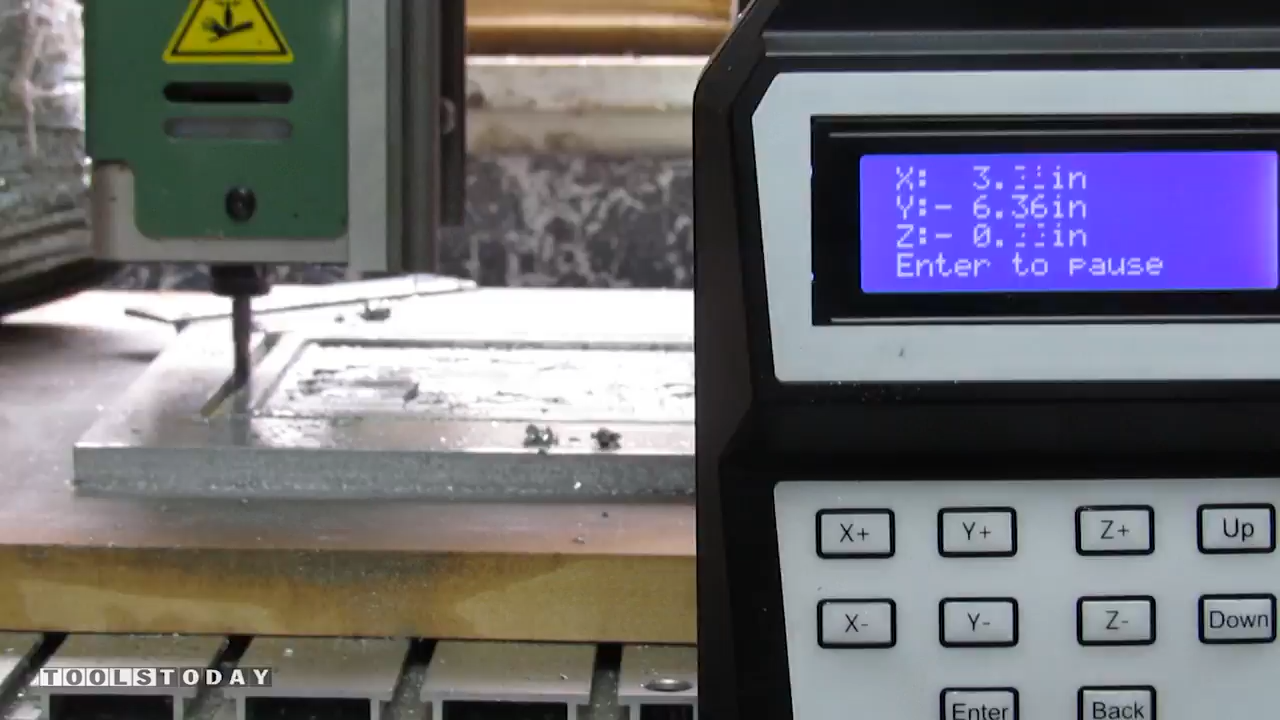 Y:- 6.36in
Enter to pause
X+ Y+ Z+ Up
X- Y- Z- Down
Enter Back
TOOLSTODAY